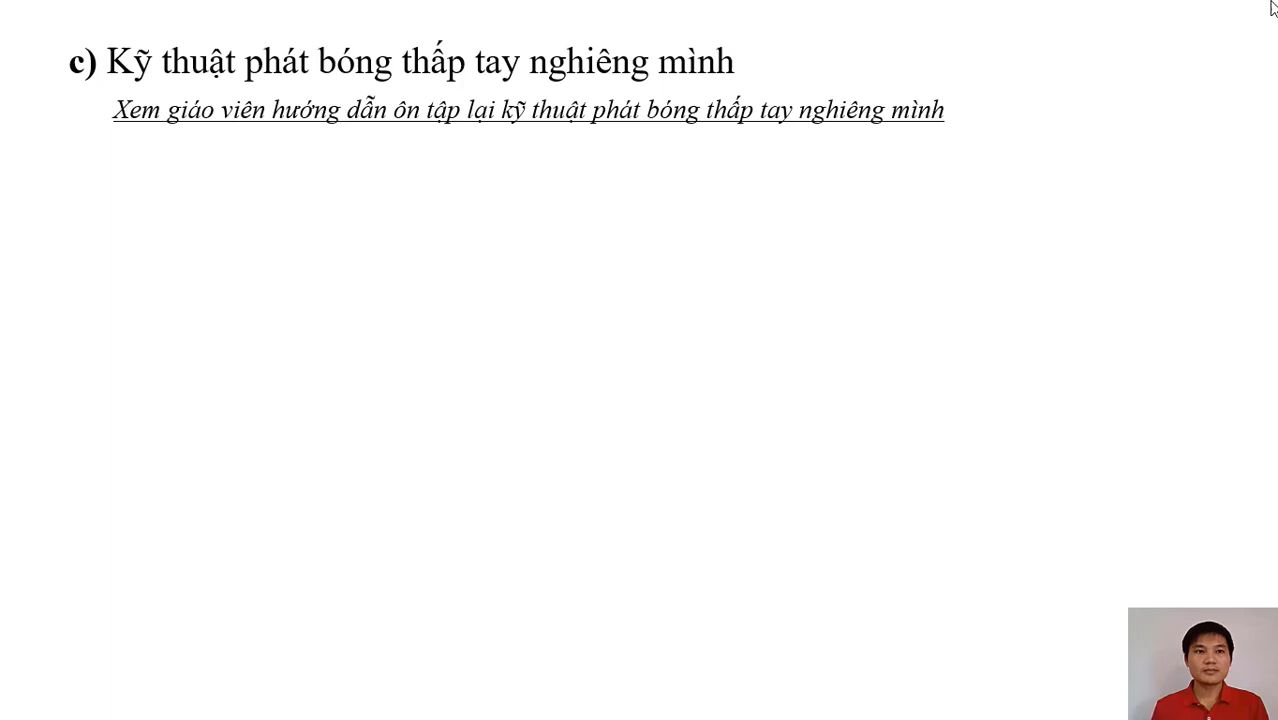 c) Kỹ thuật phát bóng thấp tay nghiêng mình
Xem giáo viên hướng dẫn ôn tập lại kỹ thuật phát bóng thấp tay nghiêng mình